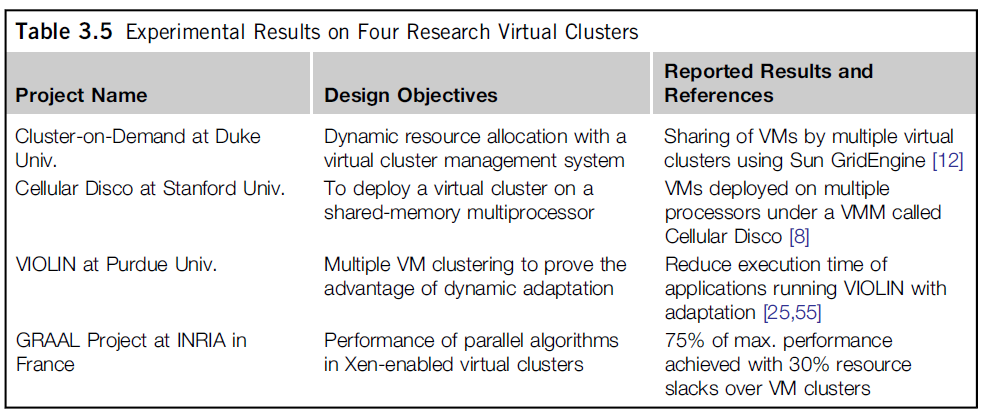 Table 3.5 Experimental Results on Four Research Virtual Clusters
Project Name
Design Objectives
Reported Results and
References
Cluster-on-Demand at Duke
Univ.
Dynamic resource allocation with a
virtual cluster management system
Sharing of VMs by multiple virtual
clusters using Sun GridEngine [12]
Cellular Disco at Stanford Univ.
To deploy a virtual cluster on a
shared-memory multiprocessor
VMs deployed on multiple
processors under a VMM called
Cellular Disco [8]
VIOLIN at Purdue Univ.
Multiple VM clustering to prove the
advantage of dynamic adaptation
Reduce execution time of
applications running VIOLIN with
adaptation [25,55]
GRAAL Project at INRIA in
France
Performance of parallel algorithms
in Xen-enabled virtual clusters
75% of max. performance
achieved with 30% resource
slacks over VM clusters